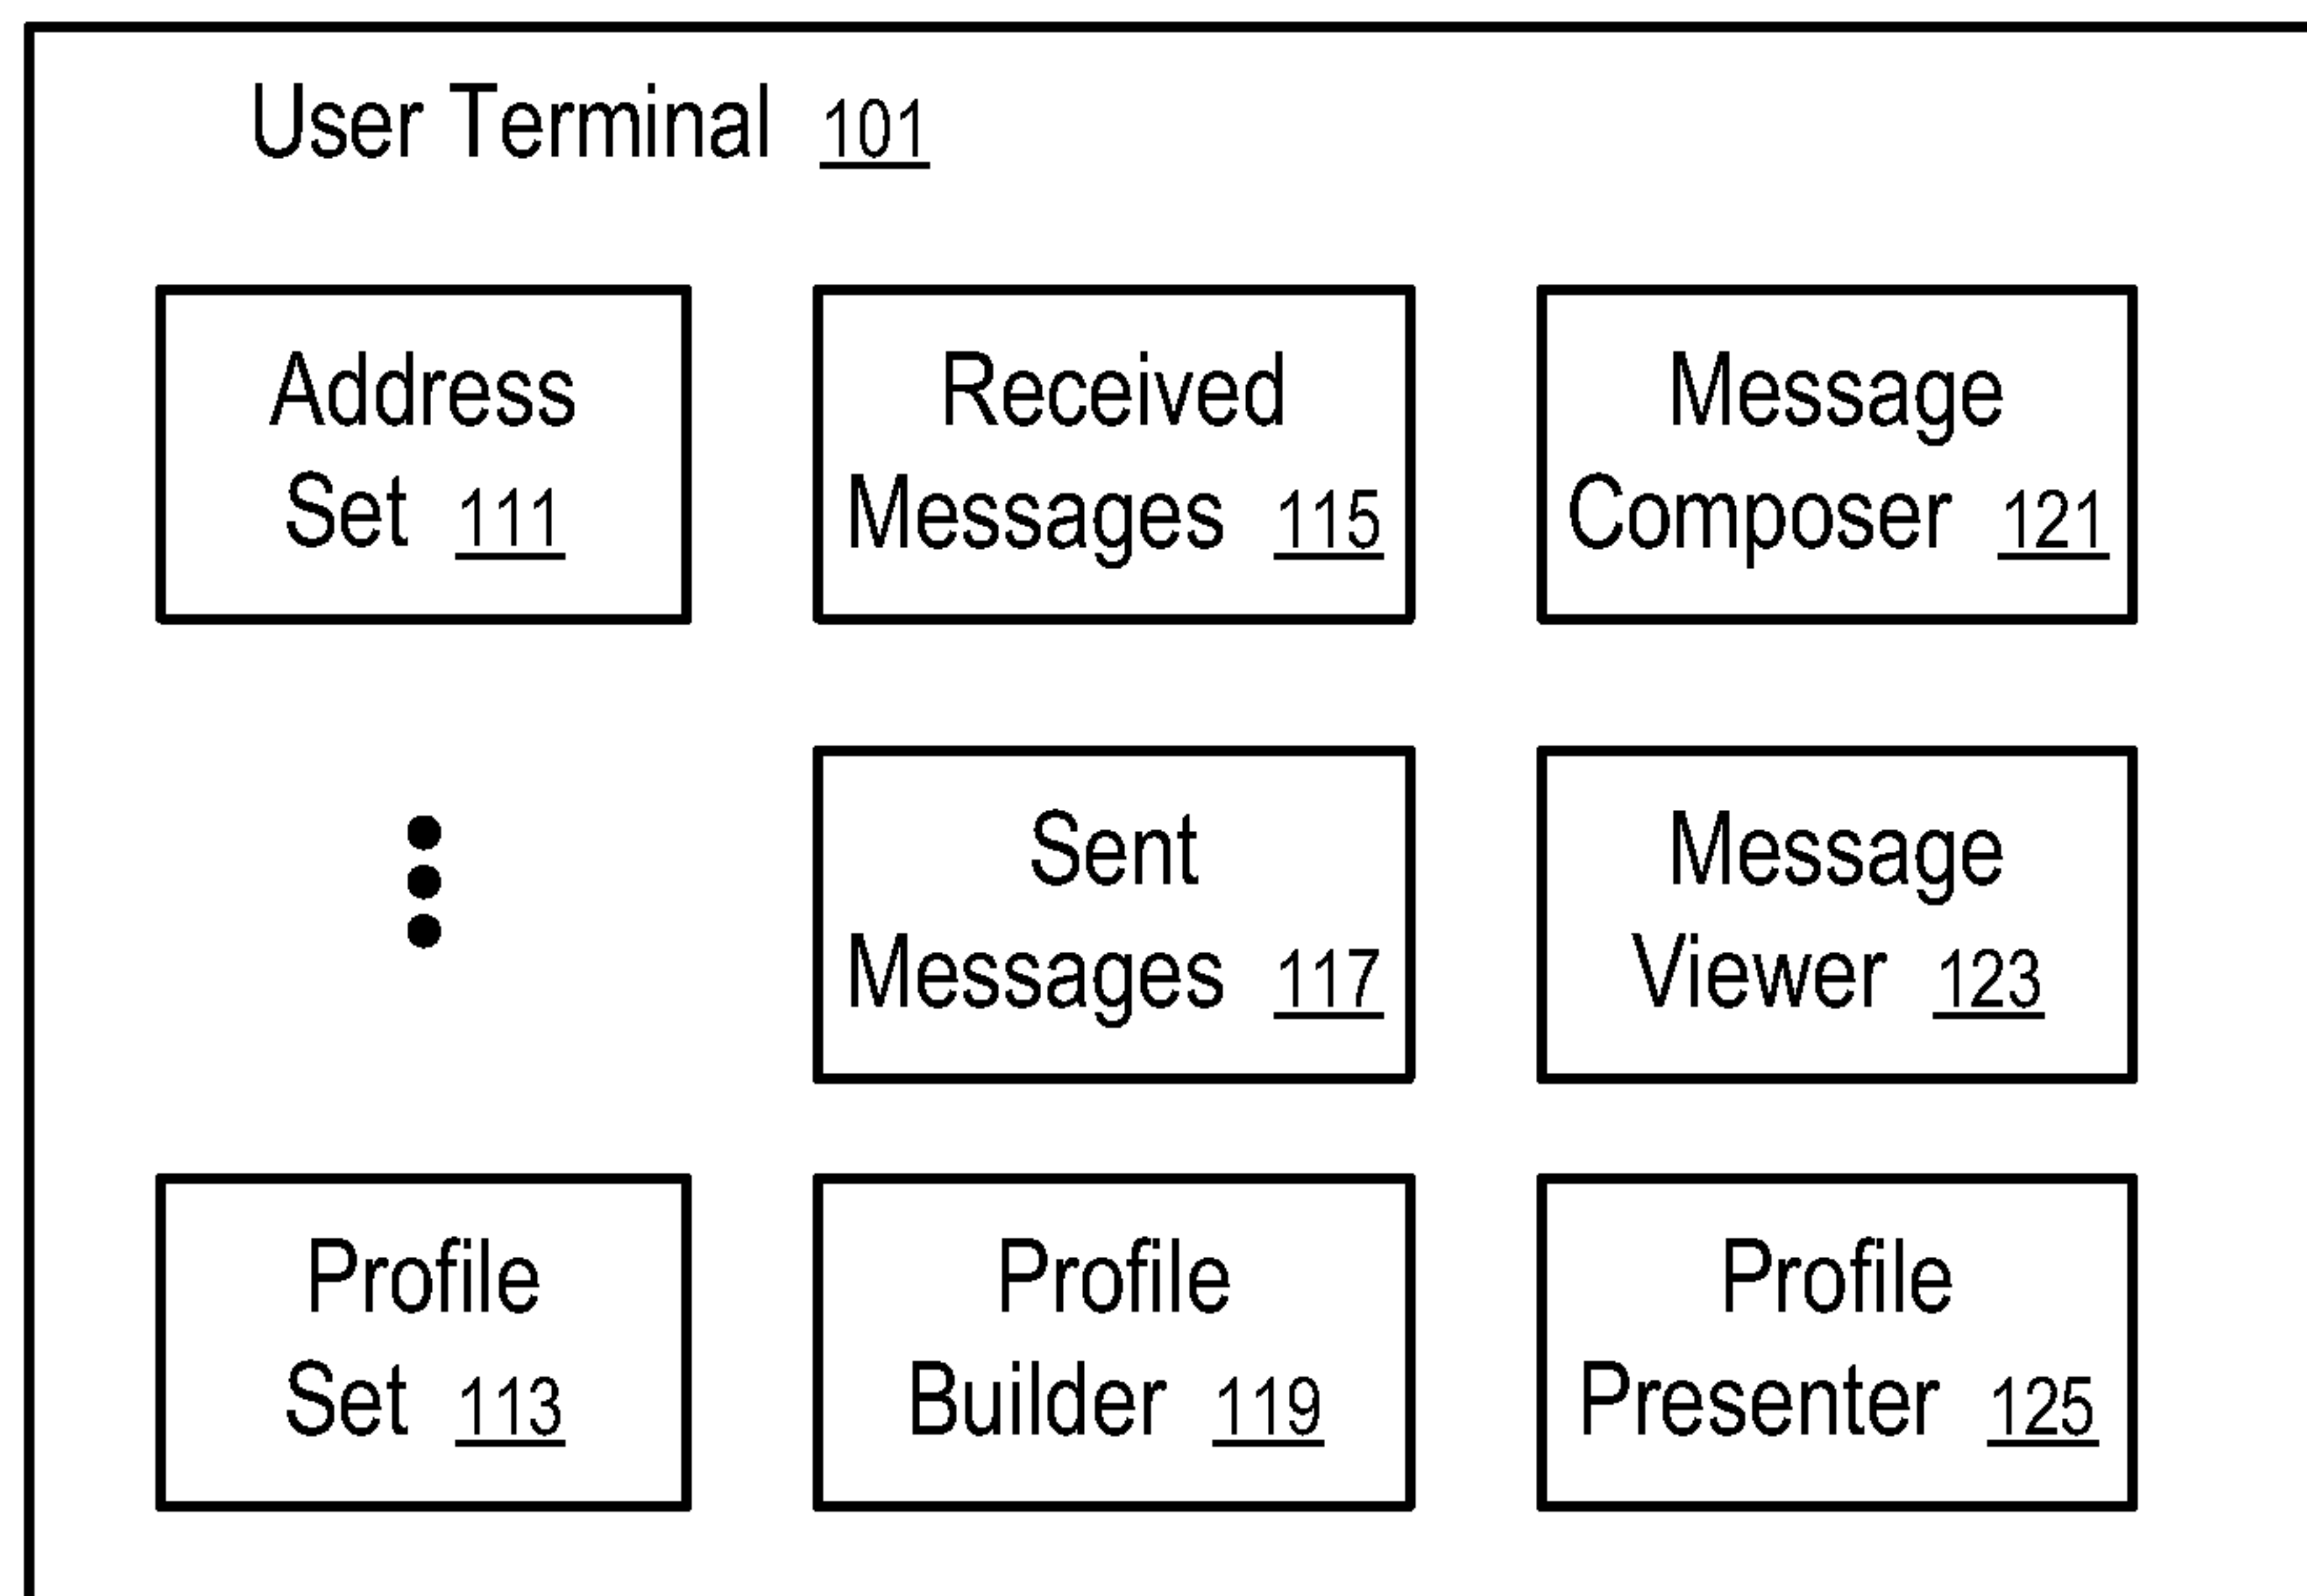 User Terminal 101
Address
Set 111
Received
Messages 115
Message
Composer 121
Sent
Messages 117
Message
Viewer 123
Profile
Set 113
Profile
Builder 119
Profile
Presenter 125